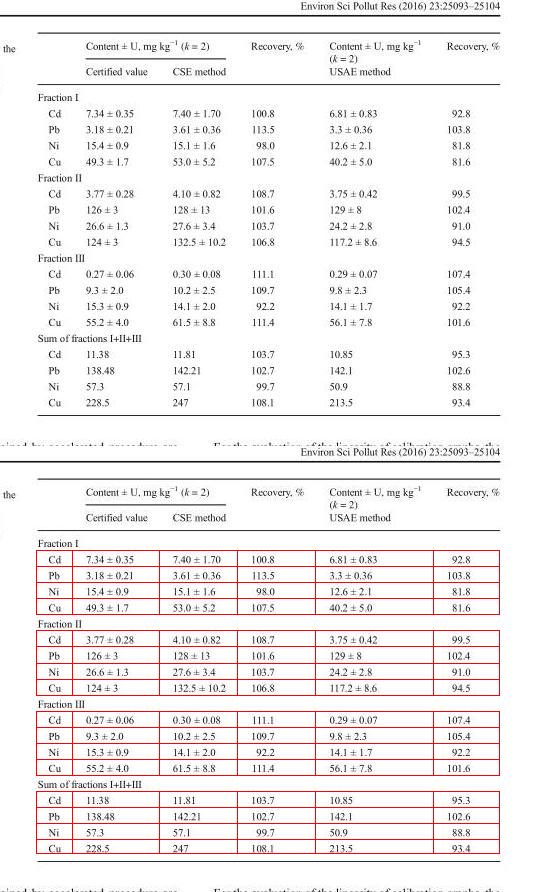 Environ Sci Pollut Res (2016) 23:25093–25104
the
Content ± U, mg kg⁻¹ (k = 2) Recovery, % Content ± U, mg kg⁻¹ Recovery, %
(k = 2)
Certified value CSE method USAE method
Fraction I
Cd 7.34 ± 0.35 7.40 ± 1.70 100.8 6.81 ± 0.83 92.8
Pb 3.18 ± 0.21 3.61 ± 0.36 113.5 3.3 ± 0.36 103.8
Ni 15.4 ± 0.9 15.1 ± 1.6 98.0 12.6 ± 2.1 81.8
Cu 49.3 ± 1.7 53.0 ± 5.2 107.5 40.2 ± 5.0 81.6
Fraction II
Cd 3.77 ± 0.28 4.10 ± 0.82 108.7 3.75 ± 0.42 99.5
Pb 126 ± 3 128 ± 13 101.6 129 ± 8 102.4
Ni 26.6 ± 1.3 27.6 ± 3.4 103.7 24.2 ± 2.8 91.0
Cu 124 ± 3 132.5 ± 10.2 106.8 117.2 ± 8.6 94.5
Fraction III
Cd 0.27 ± 0.06 0.30 ± 0.08 111.1 0.29 ± 0.07 107.4
Pb 9.3 ± 2.0 10.2 ± 2.5 109.7 9.8 ± 2.3 105.4
Ni 15.3 ± 0.9 14.1 ± 2.0 92.2 14.1 ± 1.7 92.2
Cu 55.2 ± 4.0 61.5 ± 8.8 111.4 56.1 ± 7.8 101.6
Sum of fractions I+II+III
Cd 11.38 11.81 103.7 10.85 95.3
Pb 138.48 142.21 102.7 142.1 102.6
Ni 57.3 57.1 99.7 50.9 88.8
Cu 228.5 247 108.1 213.5 93.4
Environ Sci Pollut Res (2016) 23:25093–25104
the
Content ± U, mg kg⁻¹ (k = 2) Recovery, % Content ± U, mg kg⁻¹ Recovery, %
(k = 2)
Certified value CSE method USAE method
Fraction I
Cd 7.34 ± 0.35 7.40 ± 1.70 100.8 6.81 ± 0.83 92.8
Pb 3.18 ± 0.21 3.61 ± 0.36 113.5 3.3 ± 0.36 103.8
Ni 15.4 ± 0.9 15.1 ± 1.6 98.0 12.6 ± 2.1 81.8
Cu 49.3 ± 1.7 53.0 ± 5.2 107.5 40.2 ± 5.0 81.6
Fraction II
Cd 3.77 ± 0.28 4.10 ± 0.82 108.7 3.75 ± 0.42 99.5
Pb 126 ± 3 128 ± 13 101.6 129 ± 8 102.4
Ni 26.6 ± 1.3 27.6 ± 3.4 103.7 24.2 ± 2.8 91.0
Cu 124 ± 3 132.5 ± 10.2 106.8 117.2 ± 8.6 94.5
Fraction III
Cd 0.27 ± 0.06 0.30 ± 0.08 111.1 0.29 ± 0.07 107.4
Pb 9.3 ± 2.0 10.2 ± 2.5 109.7 9.8 ± 2.3 105.4
Ni 15.3 ± 0.9 14.1 ± 2.0 92.2 14.1 ± 1.7 92.2
Cu 55.2 ± 4.0 61.5 ± 8.8 111.4 56.1 ± 7.8 101.6
Sum of fractions I+II+III
Cd 11.38 11.81 103.7 10.85 95.3
Pb 138.48 142.21 102.7 142.1 102.6
Ni 57.3 57.1 99.7 50.9 88.8
Cu 228.5 247 108.1 213.5 93.4